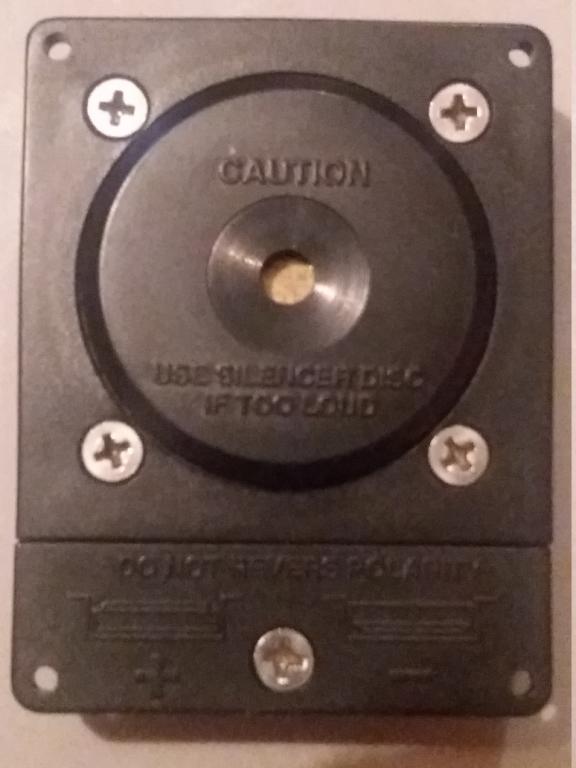 CAUTION
USE SILENCER DISC
IF TOO LOUD
DO NOT REVERS POLARITY
+ -